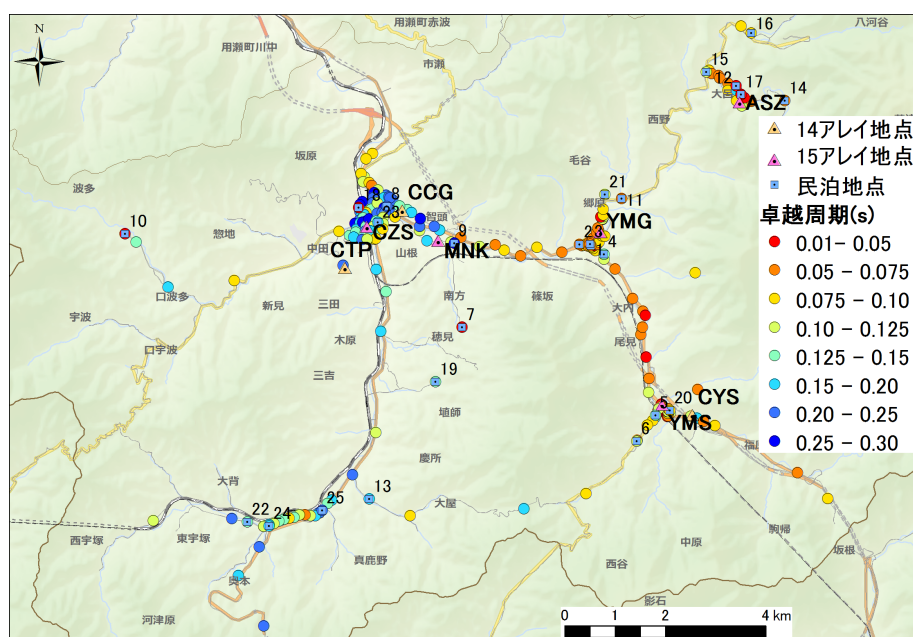 N
用瀬町赤波
用瀬町川中
市瀬
八河谷
16
15
12
17
大
14
ASZ
西野
坂原
毛谷
波多
18
8
CCG
23
智頭
CZS
21
11
郷原
YMG
23
4
1
10
惣地
中田
CTP
山根
9
MNK
口波多
新見
三田
南方
篠坂
大内
宇波
口宇波
木原
穂見
7
尾見
三吉
19
埴師
20
CYS
5
YMS
6
福原
慶所
大背
25
13
大屋
22
24
西宇塚
東宇塚
真鹿野
駒帰
中原
坂根
西谷
奥本
河津原
影石
14アレイ地点
15アレイ地点
民泊地点
卓越周期(s)
0.01 – 0.05
0.05 – 0.075
0.075 – 0.10
0.10 – 0.125
0.125 – 0.15
0.15 – 0.20
0.20 – 0.25
0.25 – 0.30
0 1 2 4 km